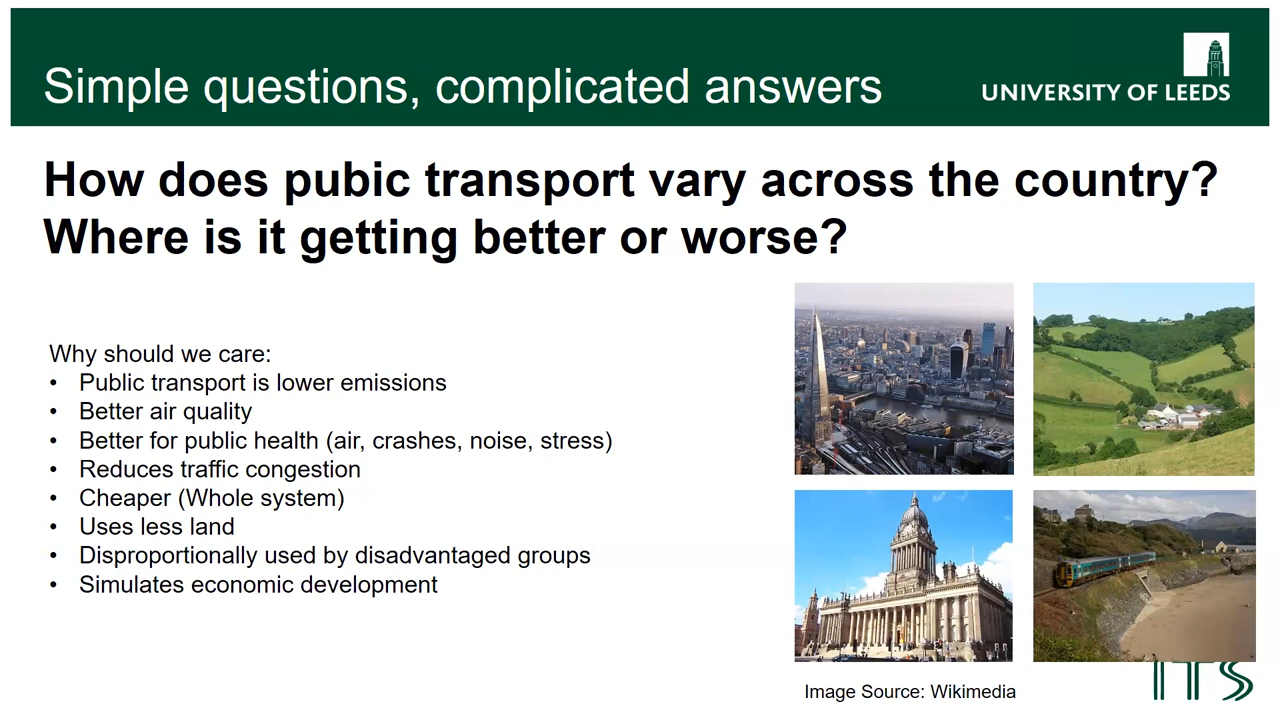 Simple questions, complicated answers
UNIVERSITY OF LEEDS
How does pubic transport vary across the country?
Where is it getting better or worse?
Why should we care:
• Public transport is lower emissions
• Better air quality
• Better for public health (air, crashes, noise, stress)
• Reduces traffic congestion
• Cheaper (Whole system)
• Uses less land
• Disproportionally used by disadvantaged groups
• Simulates economic development
Image Source: Wikimedia
ITS